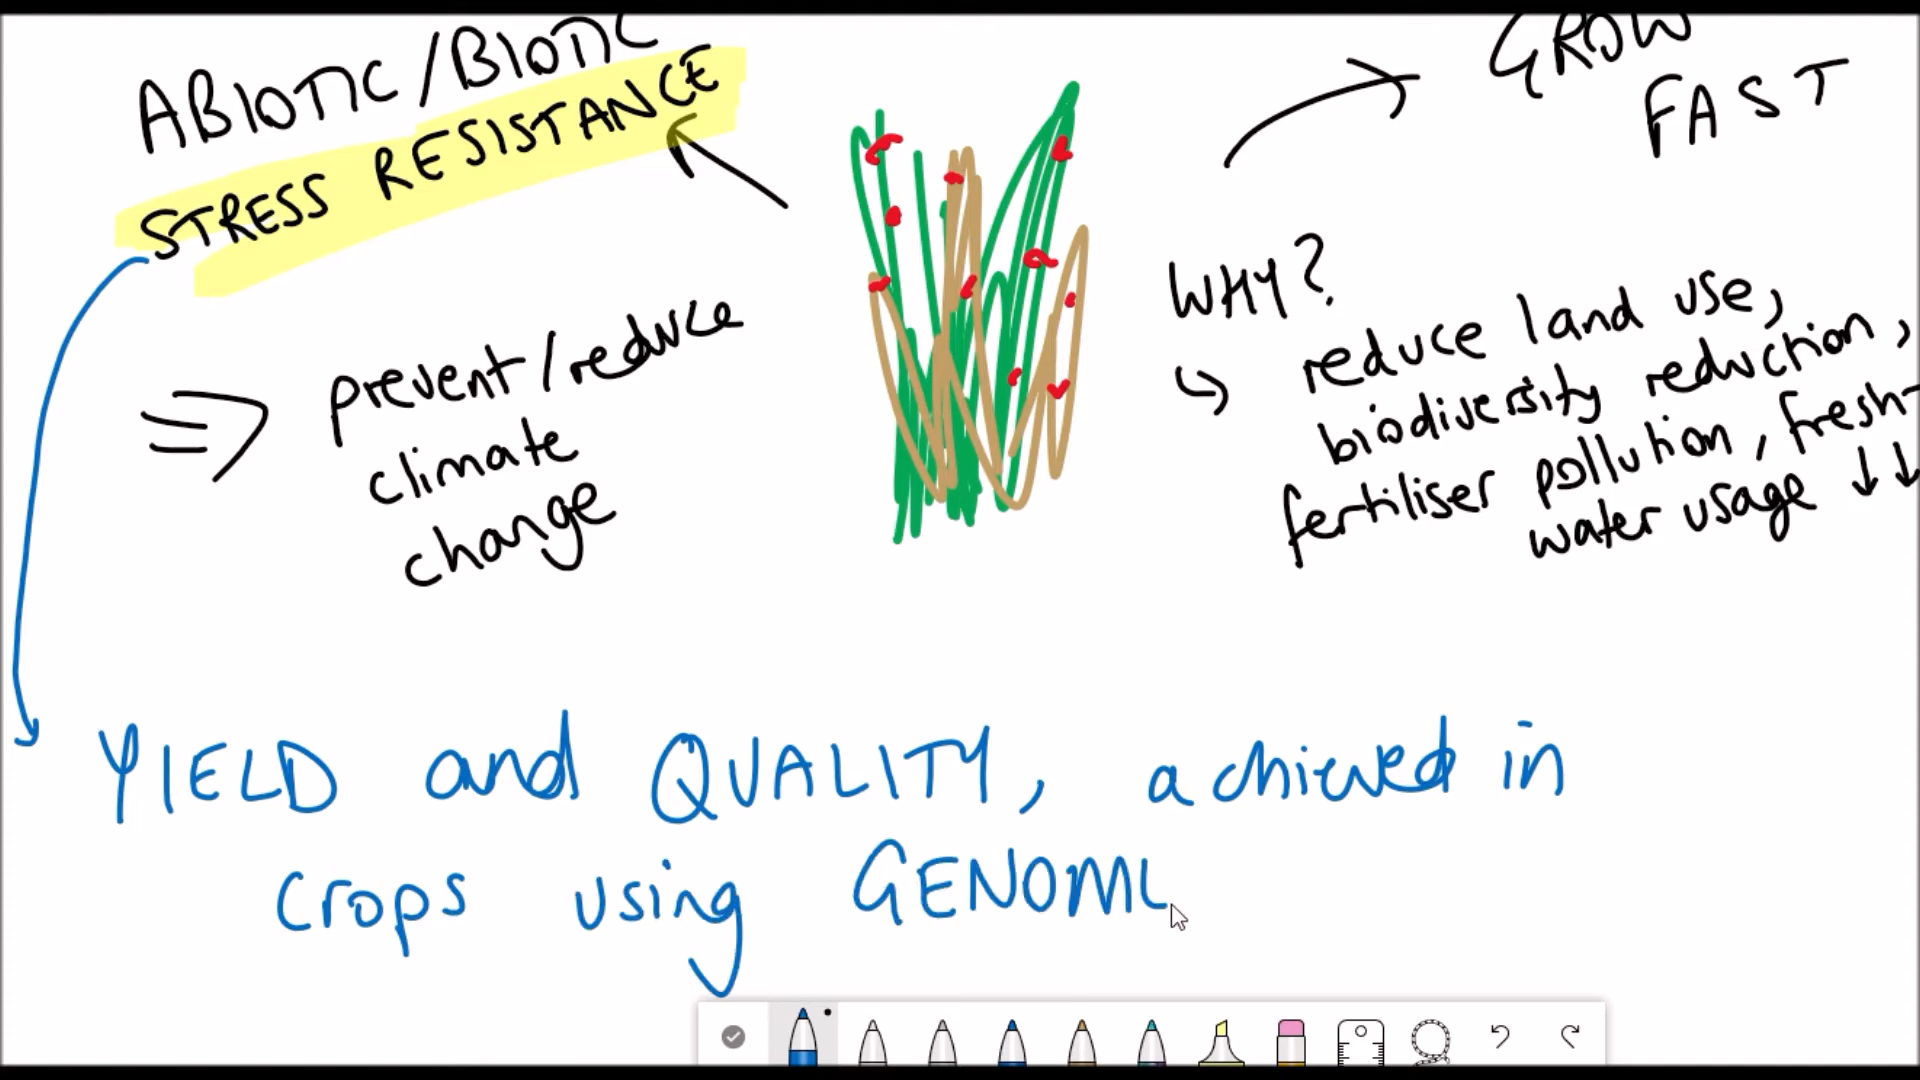 ABIOTIC/BIOTIC
STRESS RESISTANCE
prevent/reduce
climate
change
GROW
FAST
WHY?
↳ reduce land use,
biodiversity reduction,
fertiliser pollution, fresh-
water usage ↓↓
YIELD and QUALITY, achieved in
crops using GENOMI